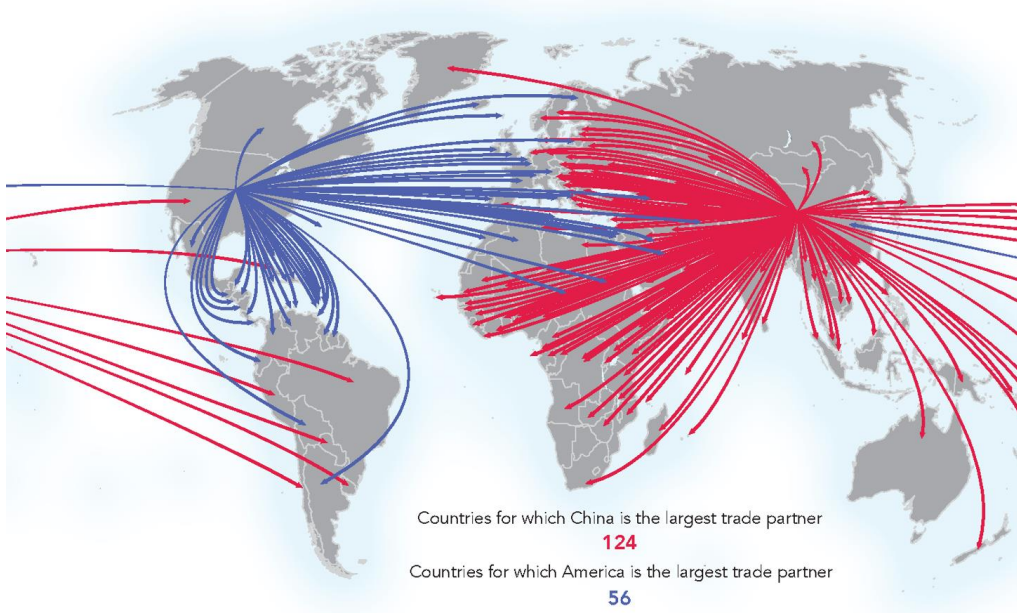 Countries for which China is the largest trade partner
124
Countries for which America is the largest trade partner
56